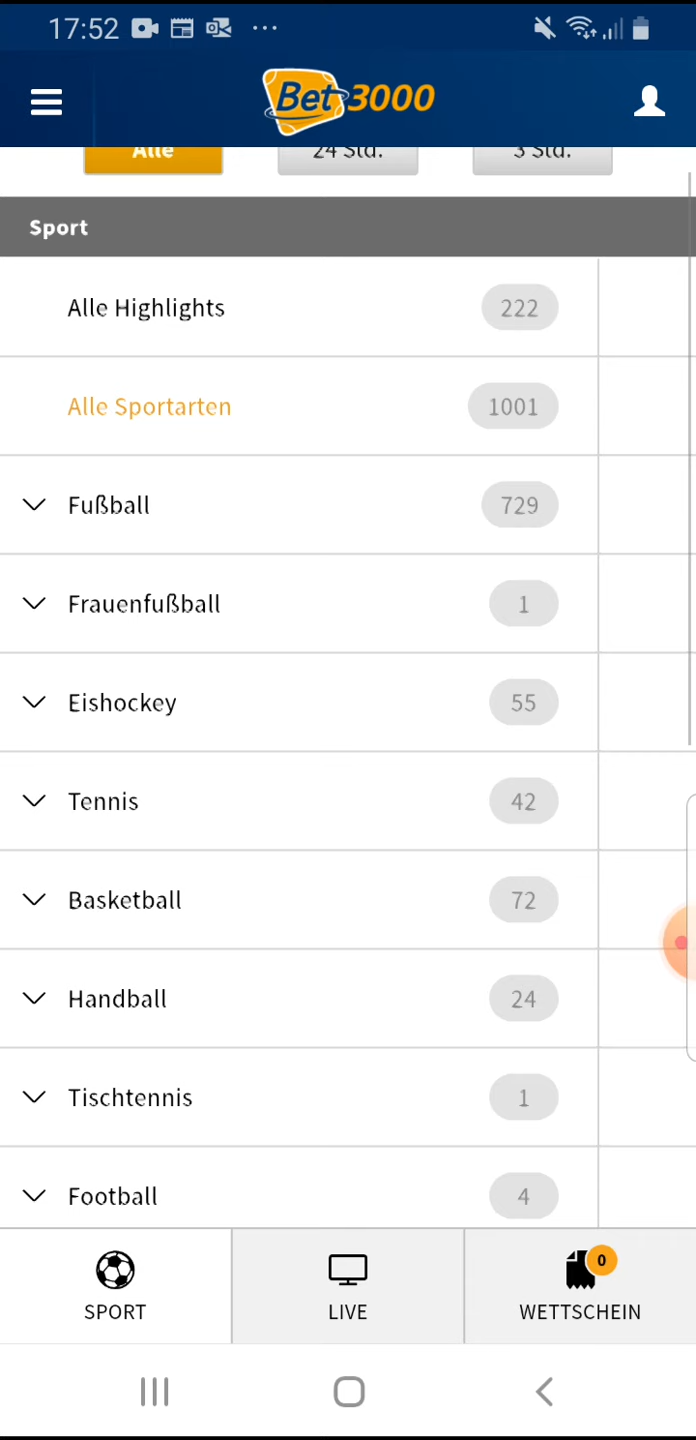 17:52
Bet3000
Alle 24 Std. 3 Std.
Sport
Alle Highlights 222
Alle Sportarten 1001
Fußball 729
Frauenfußball 1
Eishockey 55
Tennis 42
Basketball 72
Handball 24
Tischtennis 1
Football 4
0
SPORT LIVE WETTSCHEIN